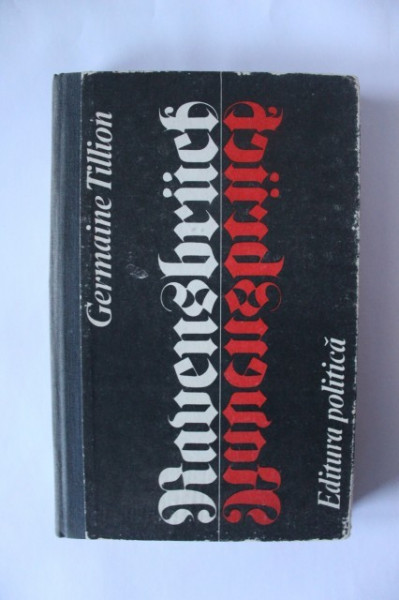 Germaine Tillion
Ravensbrück
Ravensbrück
Editura politică